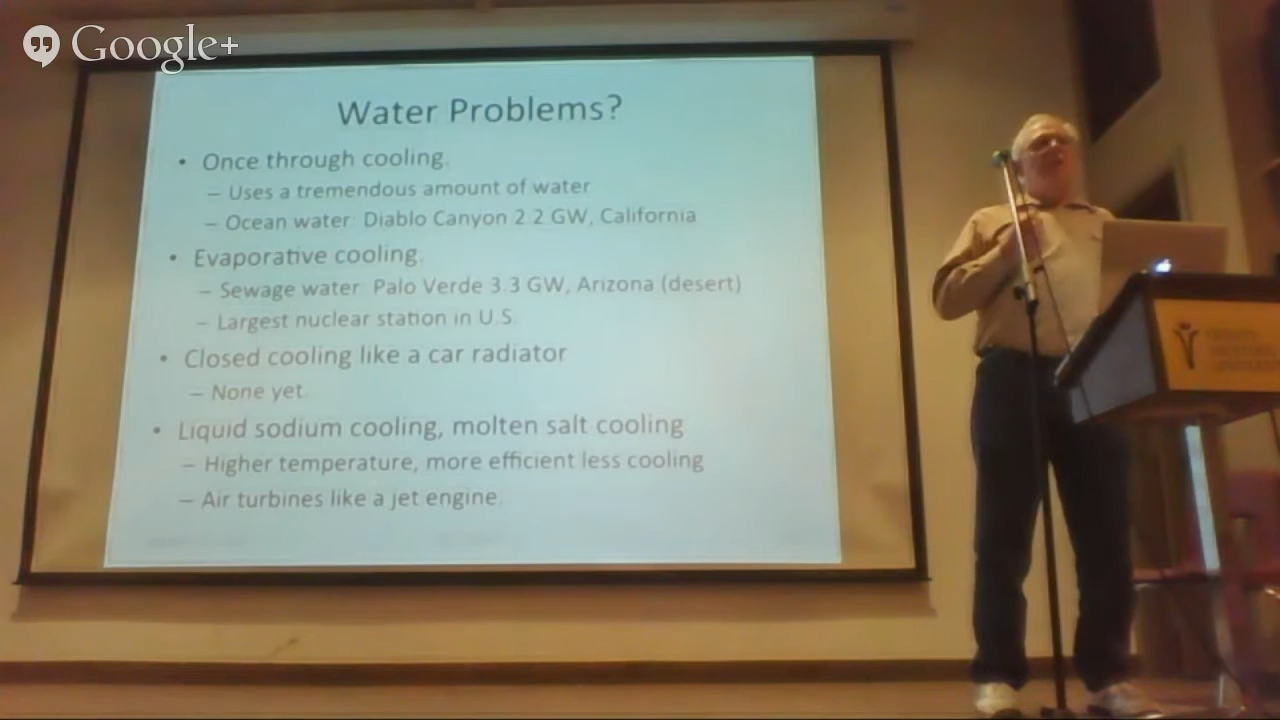 Google+
Water Problems?
• Once through cooling.
– Uses a tremendous amount of water
– Ocean water: Diablo Canyon 2.2 GW, California
• Evaporative cooling.
– Sewage water: Palo Verde 3.3 GW, Arizona (desert)
– Largest nuclear station in U.S.
• Closed cooling like a car radiator
– None yet.
• Liquid sodium cooling, molten salt cooling
– Higher temperature, more efficient less cooling
– Air turbines like a jet engine.